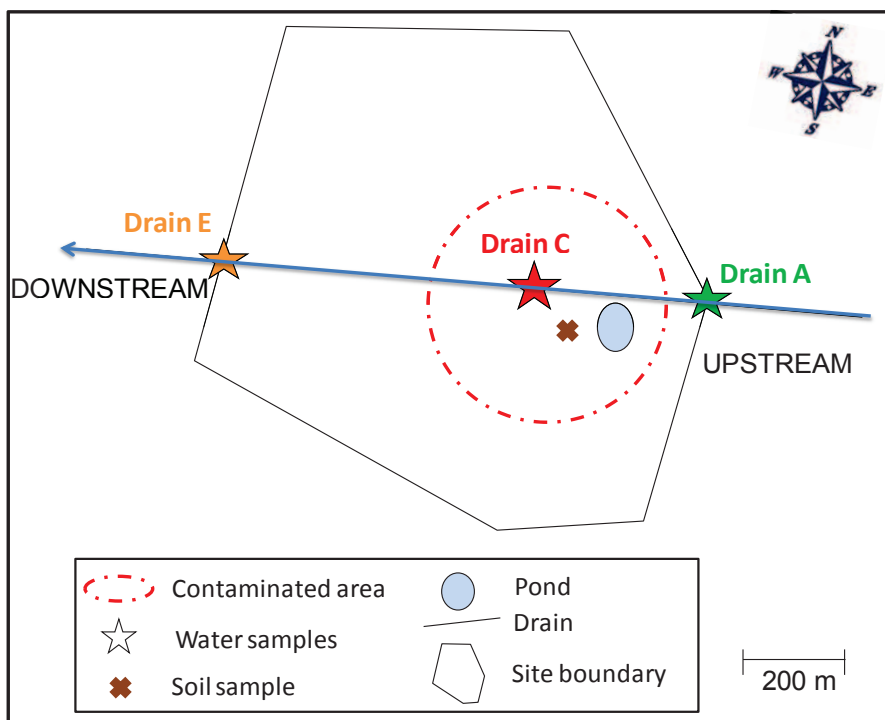 N
W
E
S
Drain E
Drain C
Drain A
DOWNSTREAM
UPSTREAM
Contaminated area
Pond
Drain
Water samples
Site boundary
Soil sample
200 m